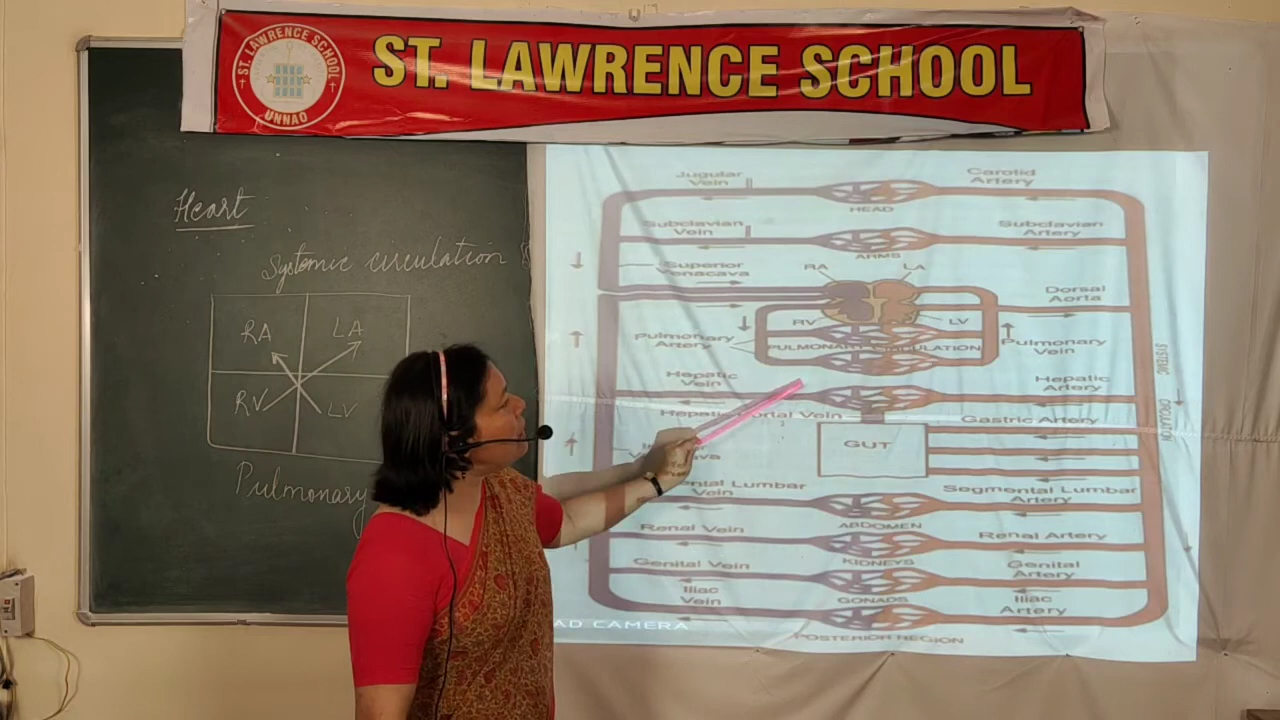 ST. LAWRENCE SCHOOL
ST. LAWRENCE SCHOOL
UNNAO
Heart
Systemic circulation
RA
LA
RV
LV
Pulmonary
Jugular
Vein
Carotid
Artery
HEAD
Subclavian
Vein
Subclavian
Artery
ARMS
Superior
Venacava
RA
LA
Dorsal
Aorta
RV
LV
Pulmonary
Artery
PULMONARY CIRCULATION
Pulmonary
Vein
SYSTEMIC CIRCULATION
Hepatic
Vein
Hepatic
Artery
Vein
Gastric Artery
GUT
Lumbar
Vein
Segmental Lumbar
Artery
ABDOMEN
Renal Vein
Renal Artery
KIDNEYS
Genital Vein
Genital
Artery
GONADS
Iliac
Vein
Iliac
Artery
POSTERIOR REGION
AD CAMERA